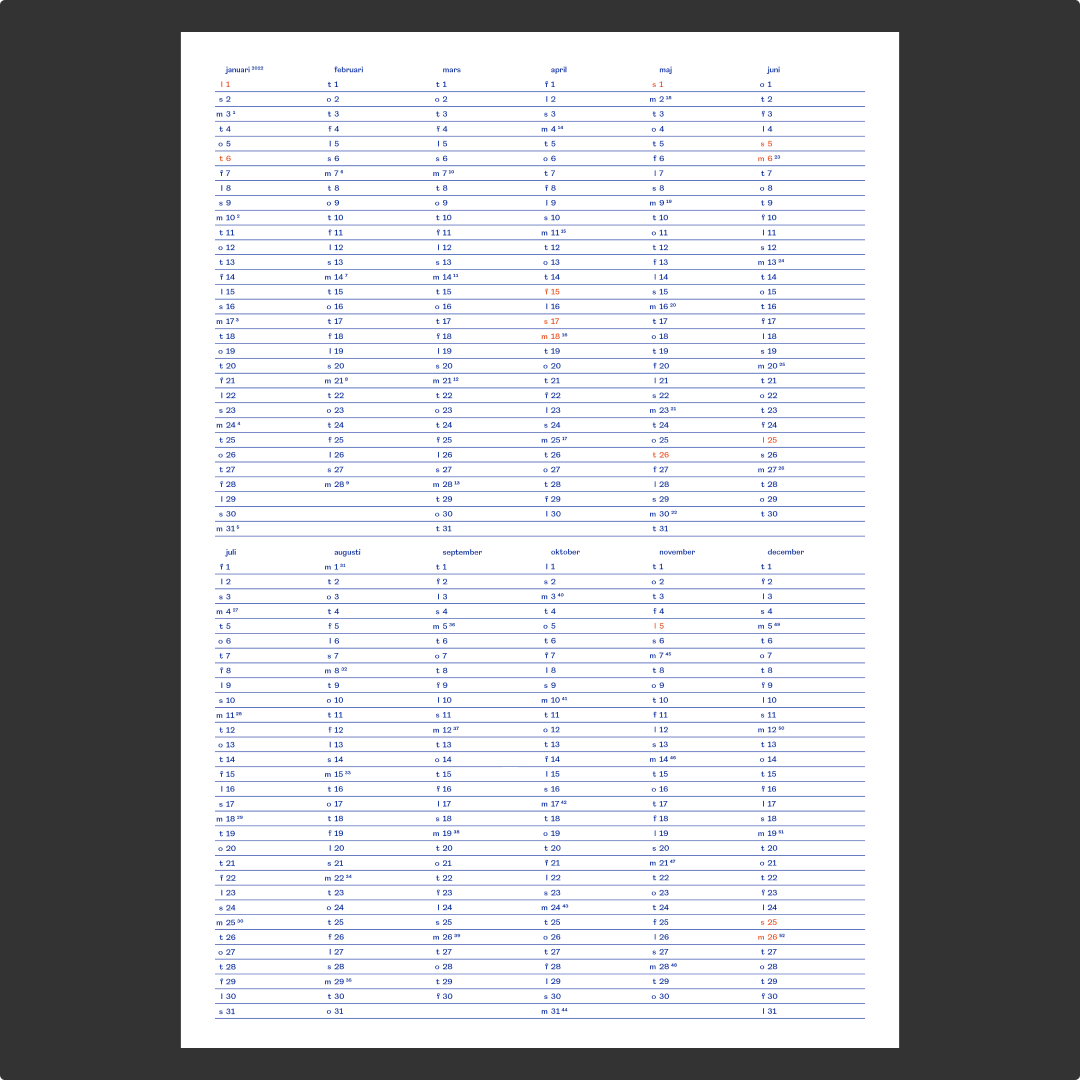 januari 2022 februari mars april maj juni
l 1 t 1 t 1 f 1 s 1 o 1
s 2 o 2 o 2 l 2 m 2 18 t 2
m 3 1 t 3 t 3 s 3 t 3 f 3
t 4 f 4 f 4 m 4 14 o 4 l 4
o 5 l 5 l 5 t 5 t 5 s 5
t 6 s 6 s 6 o 6 f 6 m 6 23
f 7 m 7 6 m 7 10 t 7 l 7 t 7
l 8 t 8 t 8 f 8 s 8 o 8
s 9 o 9 o 9 l 9 m 9 19 t 9
m 10 2 t 10 t 10 s 10 t 10 f 10
t 11 f 11 f 11 m 11 15 o 11 l 11
o 12 l 12 l 12 t 12 t 12 s 12
t 13 s 13 s 13 o 13 f 13 m 13 24
f 14 m 14 7 m 14 11 t 14 l 14 t 14
l 15 t 15 t 15 f 15 s 15 o 15
s 16 o 16 o 16 l 16 m 16 20 t 16
m 17 3 t 17 t 17 s 17 t 17 f 17
t 18 f 18 f 18 m 18 16 o 18 l 18
o 19 l 19 l 19 t 19 t 19 s 19
t 20 s 20 s 20 o 20 f 20 m 20 25
f 21 m 21 8 m 21 12 t 21 l 21 t 21
l 22 t 22 t 22 f 22 s 22 o 22
s 23 o 23 o 23 l 23 m 23 21 t 23
m 24 4 t 24 t 24 s 24 t 24 f 24
t 25 f 25 f 25 m 25 17 o 25 l 25
o 26 l 26 l 26 t 26 t 26 s 26
t 27 s 27 s 27 o 27 f 27 m 27 26
f 28 m 28 9 m 28 13 t 28 l 28 t 28
l 29 t 29 f 29 s 29 o 29
s 30 o 30 l 30 m 30 22 t 30
m 31 5 t 31 t 31
juli augusti september oktober november december
f 1 m 1 31 t 1 l 1 t 1 t 1
l 2 t 2 f 2 s 2 o 2 f 2
s 3 o 3 l 3 m 3 40 t 3 l 3
m 4 27 t 4 s 4 t 4 f 4 s 4
t 5 f 5 m 5 36 o 5 l 5 m 5 49
o 6 l 6 t 6 t 6 s 6 t 6
t 7 s 7 o 7 f 7 m 7 45 o 7
f 8 m 8 32 t 8 l 8 t 8 t 8
l 9 t 9 f 9 s 9 o 9 f 9
s 10 o 10 l 10 m 10 41 t 10 l 10
m 11 28 t 11 s 11 t 11 f 11 s 11
t 12 f 12 m 12 37 o 12 l 12 m 12 50
o 13 l 13 t 13 t 13 s 13 t 13
t 14 s 14 o 14 f 14 m 14 46 o 14
f 15 m 15 33 t 15 l 15 t 15 t 15
l 16 t 16 f 16 s 16 o 16 f 16
s 17 o 17 l 17 m 17 42 t 17 l 17
m 18 29 t 18 s 18 t 18 f 18 s 18
t 19 f 19 m 19 38 o 19 l 19 m 19 51
o 20 l 20 t 20 t 20 s 20 t 20
t 21 s 21 o 21 f 21 m 21 47 o 21
f 22 m 22 34 t 22 l 22 t 22 t 22
l 23 t 23 f 23 s 23 o 23 f 23
s 24 o 24 l 24 m 24 43 t 24 l 24
m 25 30 t 25 s 25 t 25 f 25 s 25
t 26 f 26 m 26 39 o 26 l 26 m 26 52
o 27 l 27 t 27 t 27 s 27 t 27
t 28 s 28 o 28 f 28 m 28 48 o 28
f 29 m 29 35 t 29 l 29 t 29 t 29
l 30 t 30 f 30 s 30 o 30 f 30
s 31 o 31 m 31 44 l 31